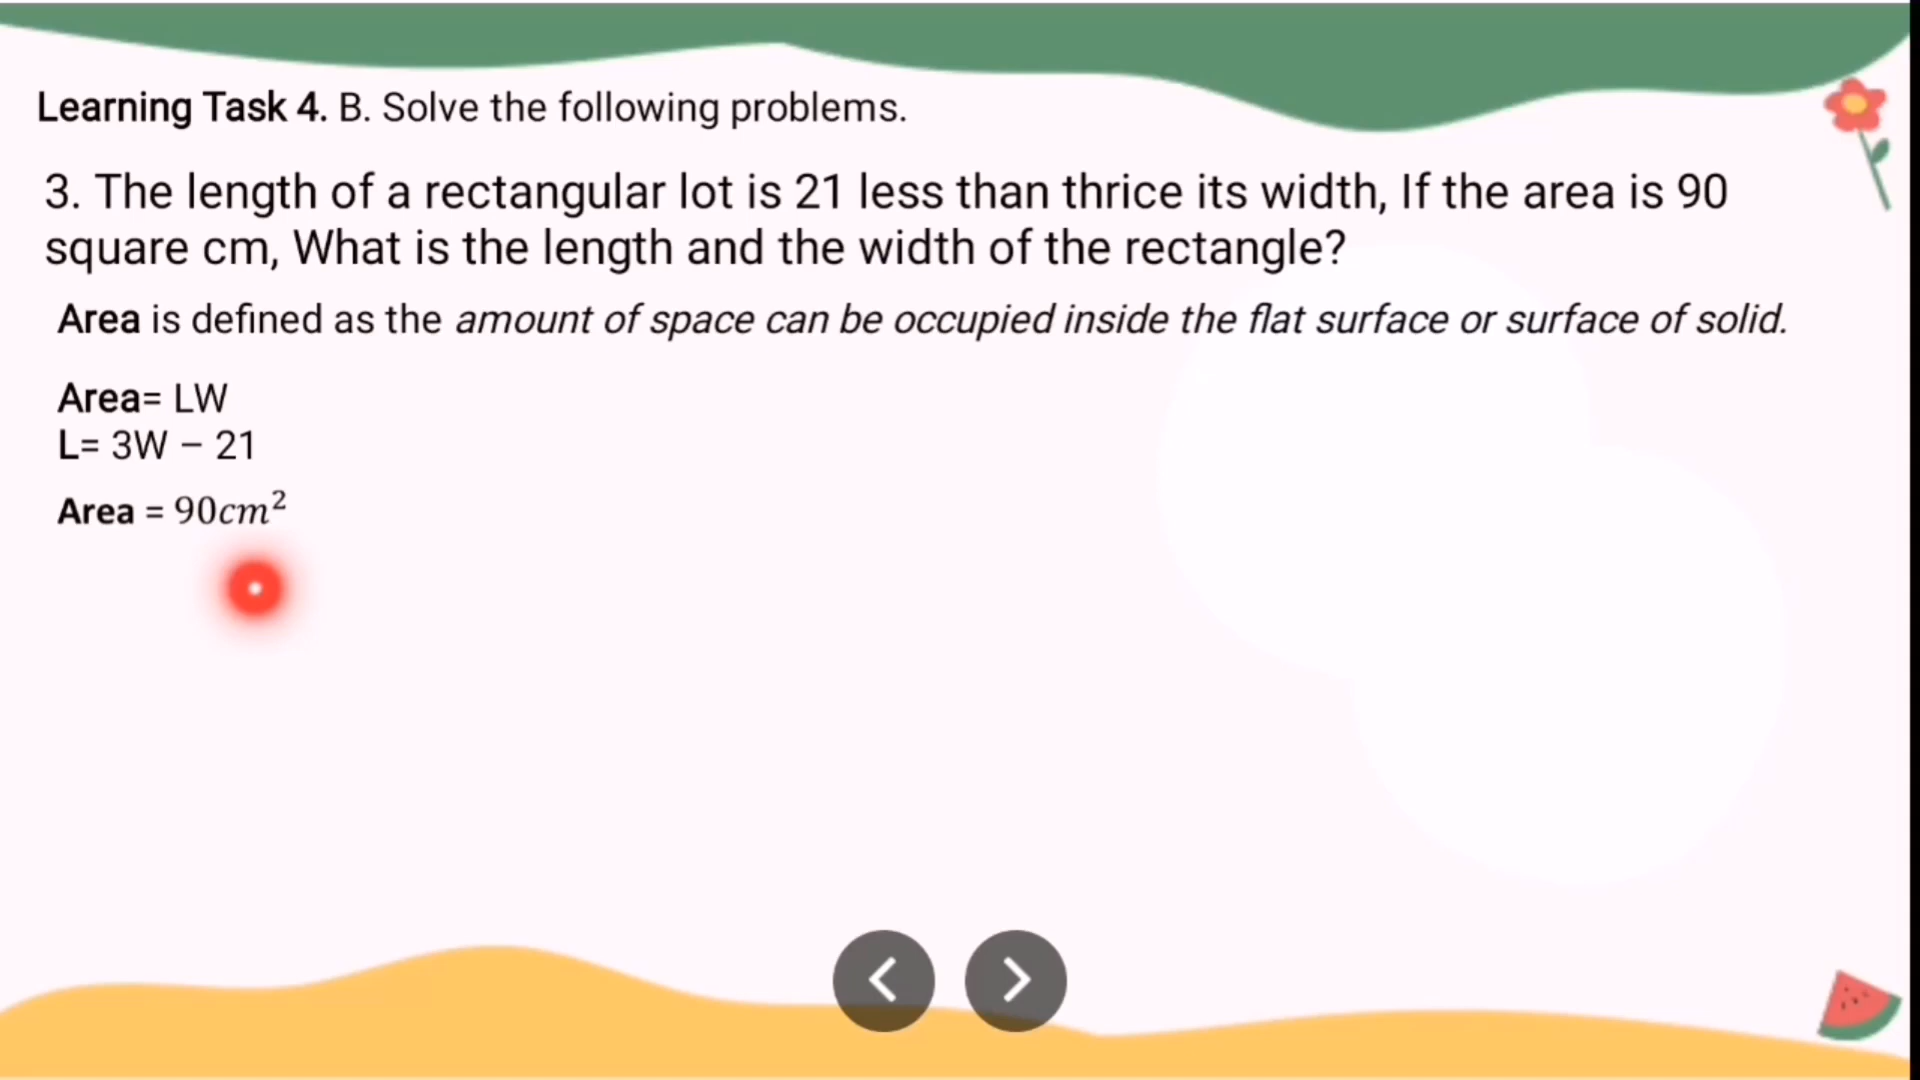 Learning Task 4. B. Solve the following problems.
3. The length of a rectangular lot is 21 less than thrice its width, If the area is 90
square cm, What is the length and the width of the rectangle?
Area is defined as the amount of space can be occupied inside the flat surface or surface of solid.
Area= LW
L= 3W – 21
Area = 90cm²